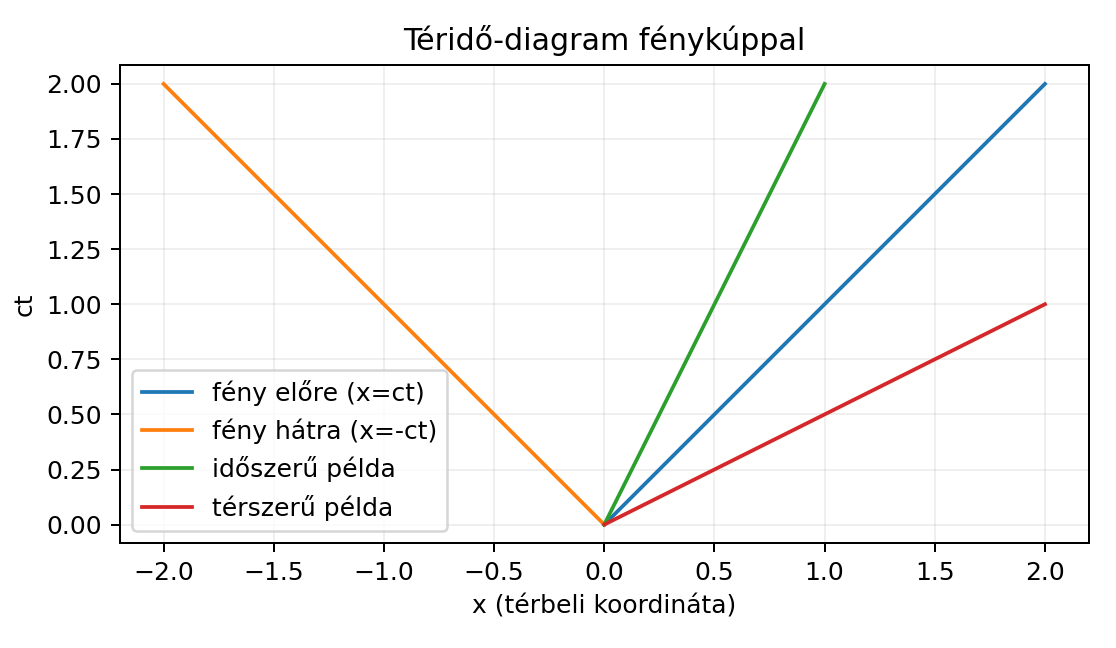 Téridő-diagram fénykúppal
ct
2.00
1.75
1.50
1.25
1.00
0.75
0.50
0.25
0.00
fény előre (x=ct)
fény hátra (x=-ct)
időszerű példa
térszerű példa
−2.0 −1.5 −1.0 −0.5 0.0 0.5 1.0 1.5 2.0
x (térbeli koordináta)